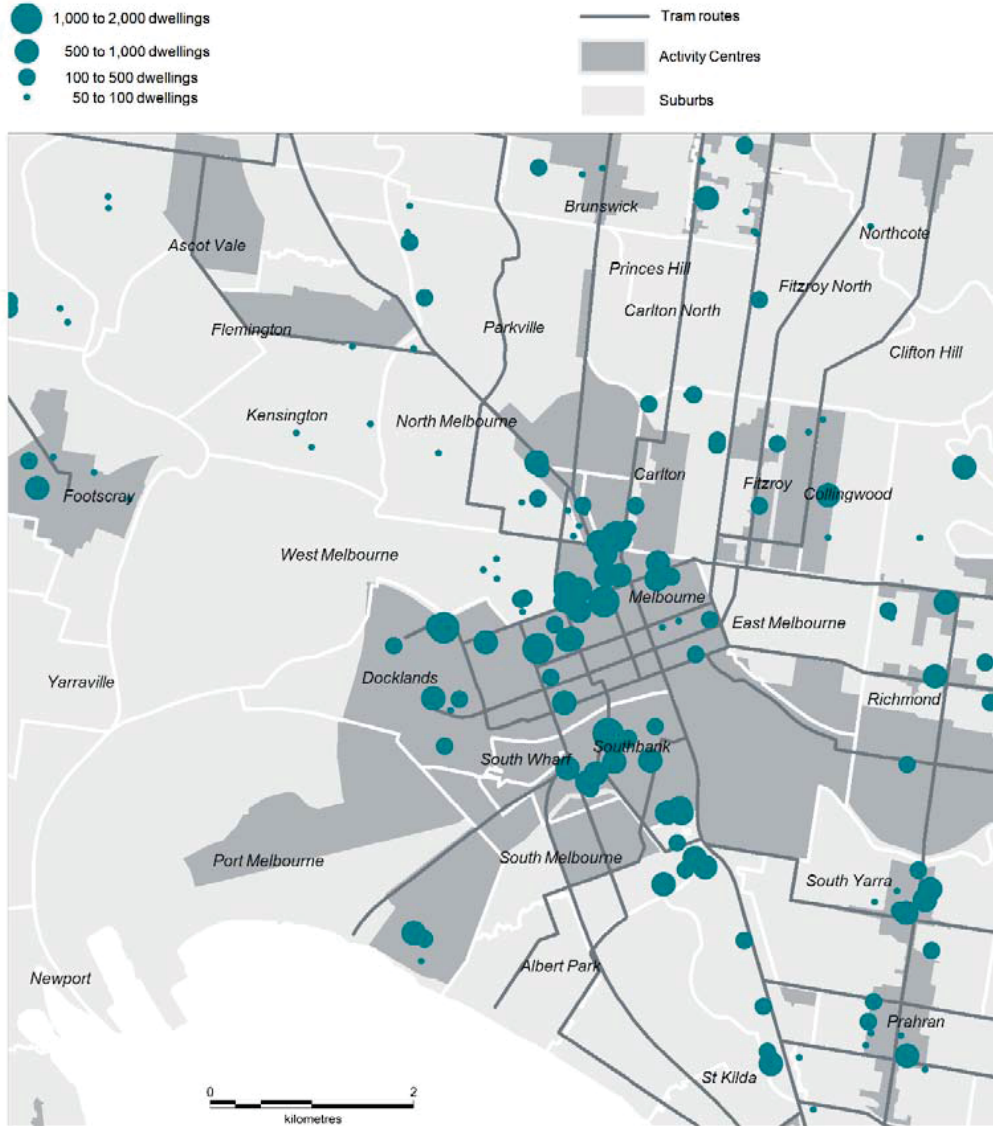 1,000 to 2,000 dwellings
500 to 1,000 dwellings
100 to 500 dwellings
50 to 100 dwellings
Tram routes
Activity Centres
Suburbs
Brunswick
Northcote
Ascot Vale
Princes Hill
Fitzroy North
Carlton North
Flemington
Parkville
Clifton Hill
Kensington
North Melbourne
Carlton
Fitzroy
Collingwood
Footscray
West Melbourne
Melbourne
East Melbourne
Yarraville
Docklands
Richmond
Southbank
South Wharf
Port Melbourne
South Melbourne
South Yarra
Albert Park
Newport
Prahran
St Kilda
0 2
kilometres